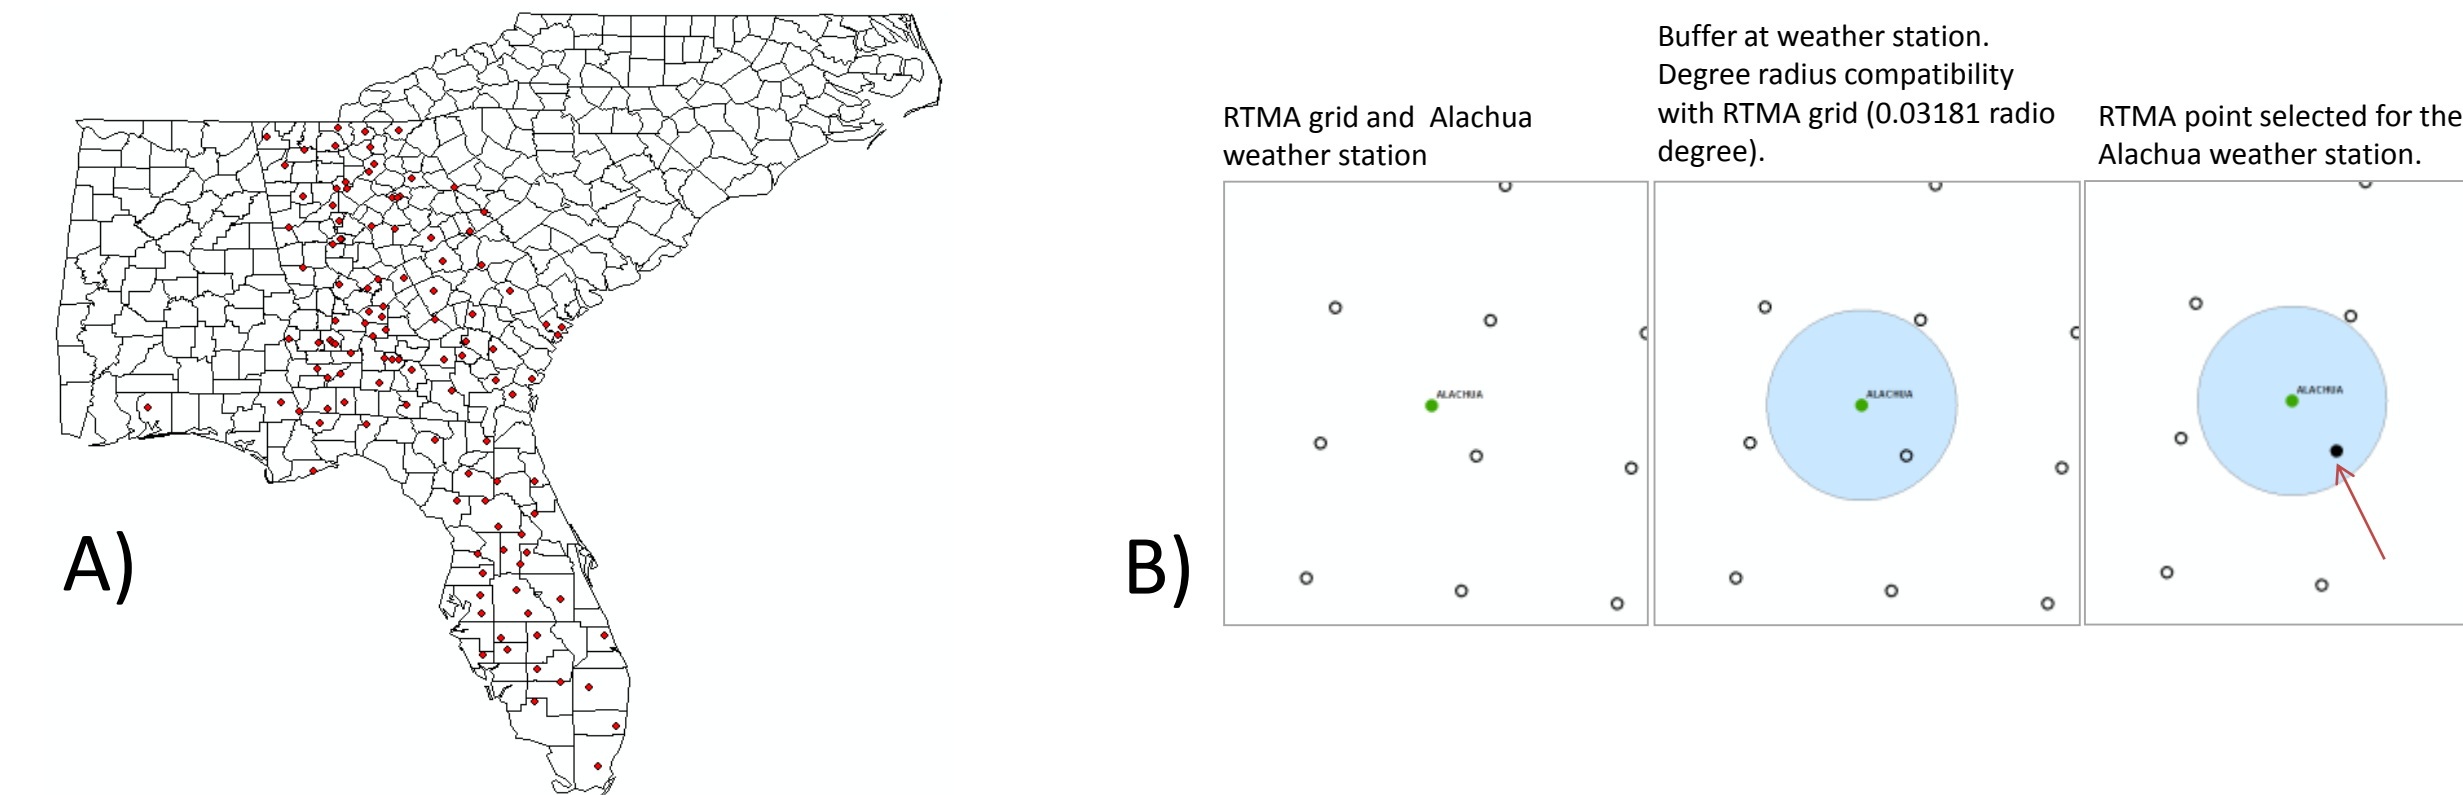 A)
B)
RTMA grid and Alachua
weather station
ALACHUA
Buffer at weather station.
Degree radius compatibility
with RTMA grid (0.03181 radio
degree).
ALACHUA
RTMA point selected for the
Alachua weather station.
ALACHUA